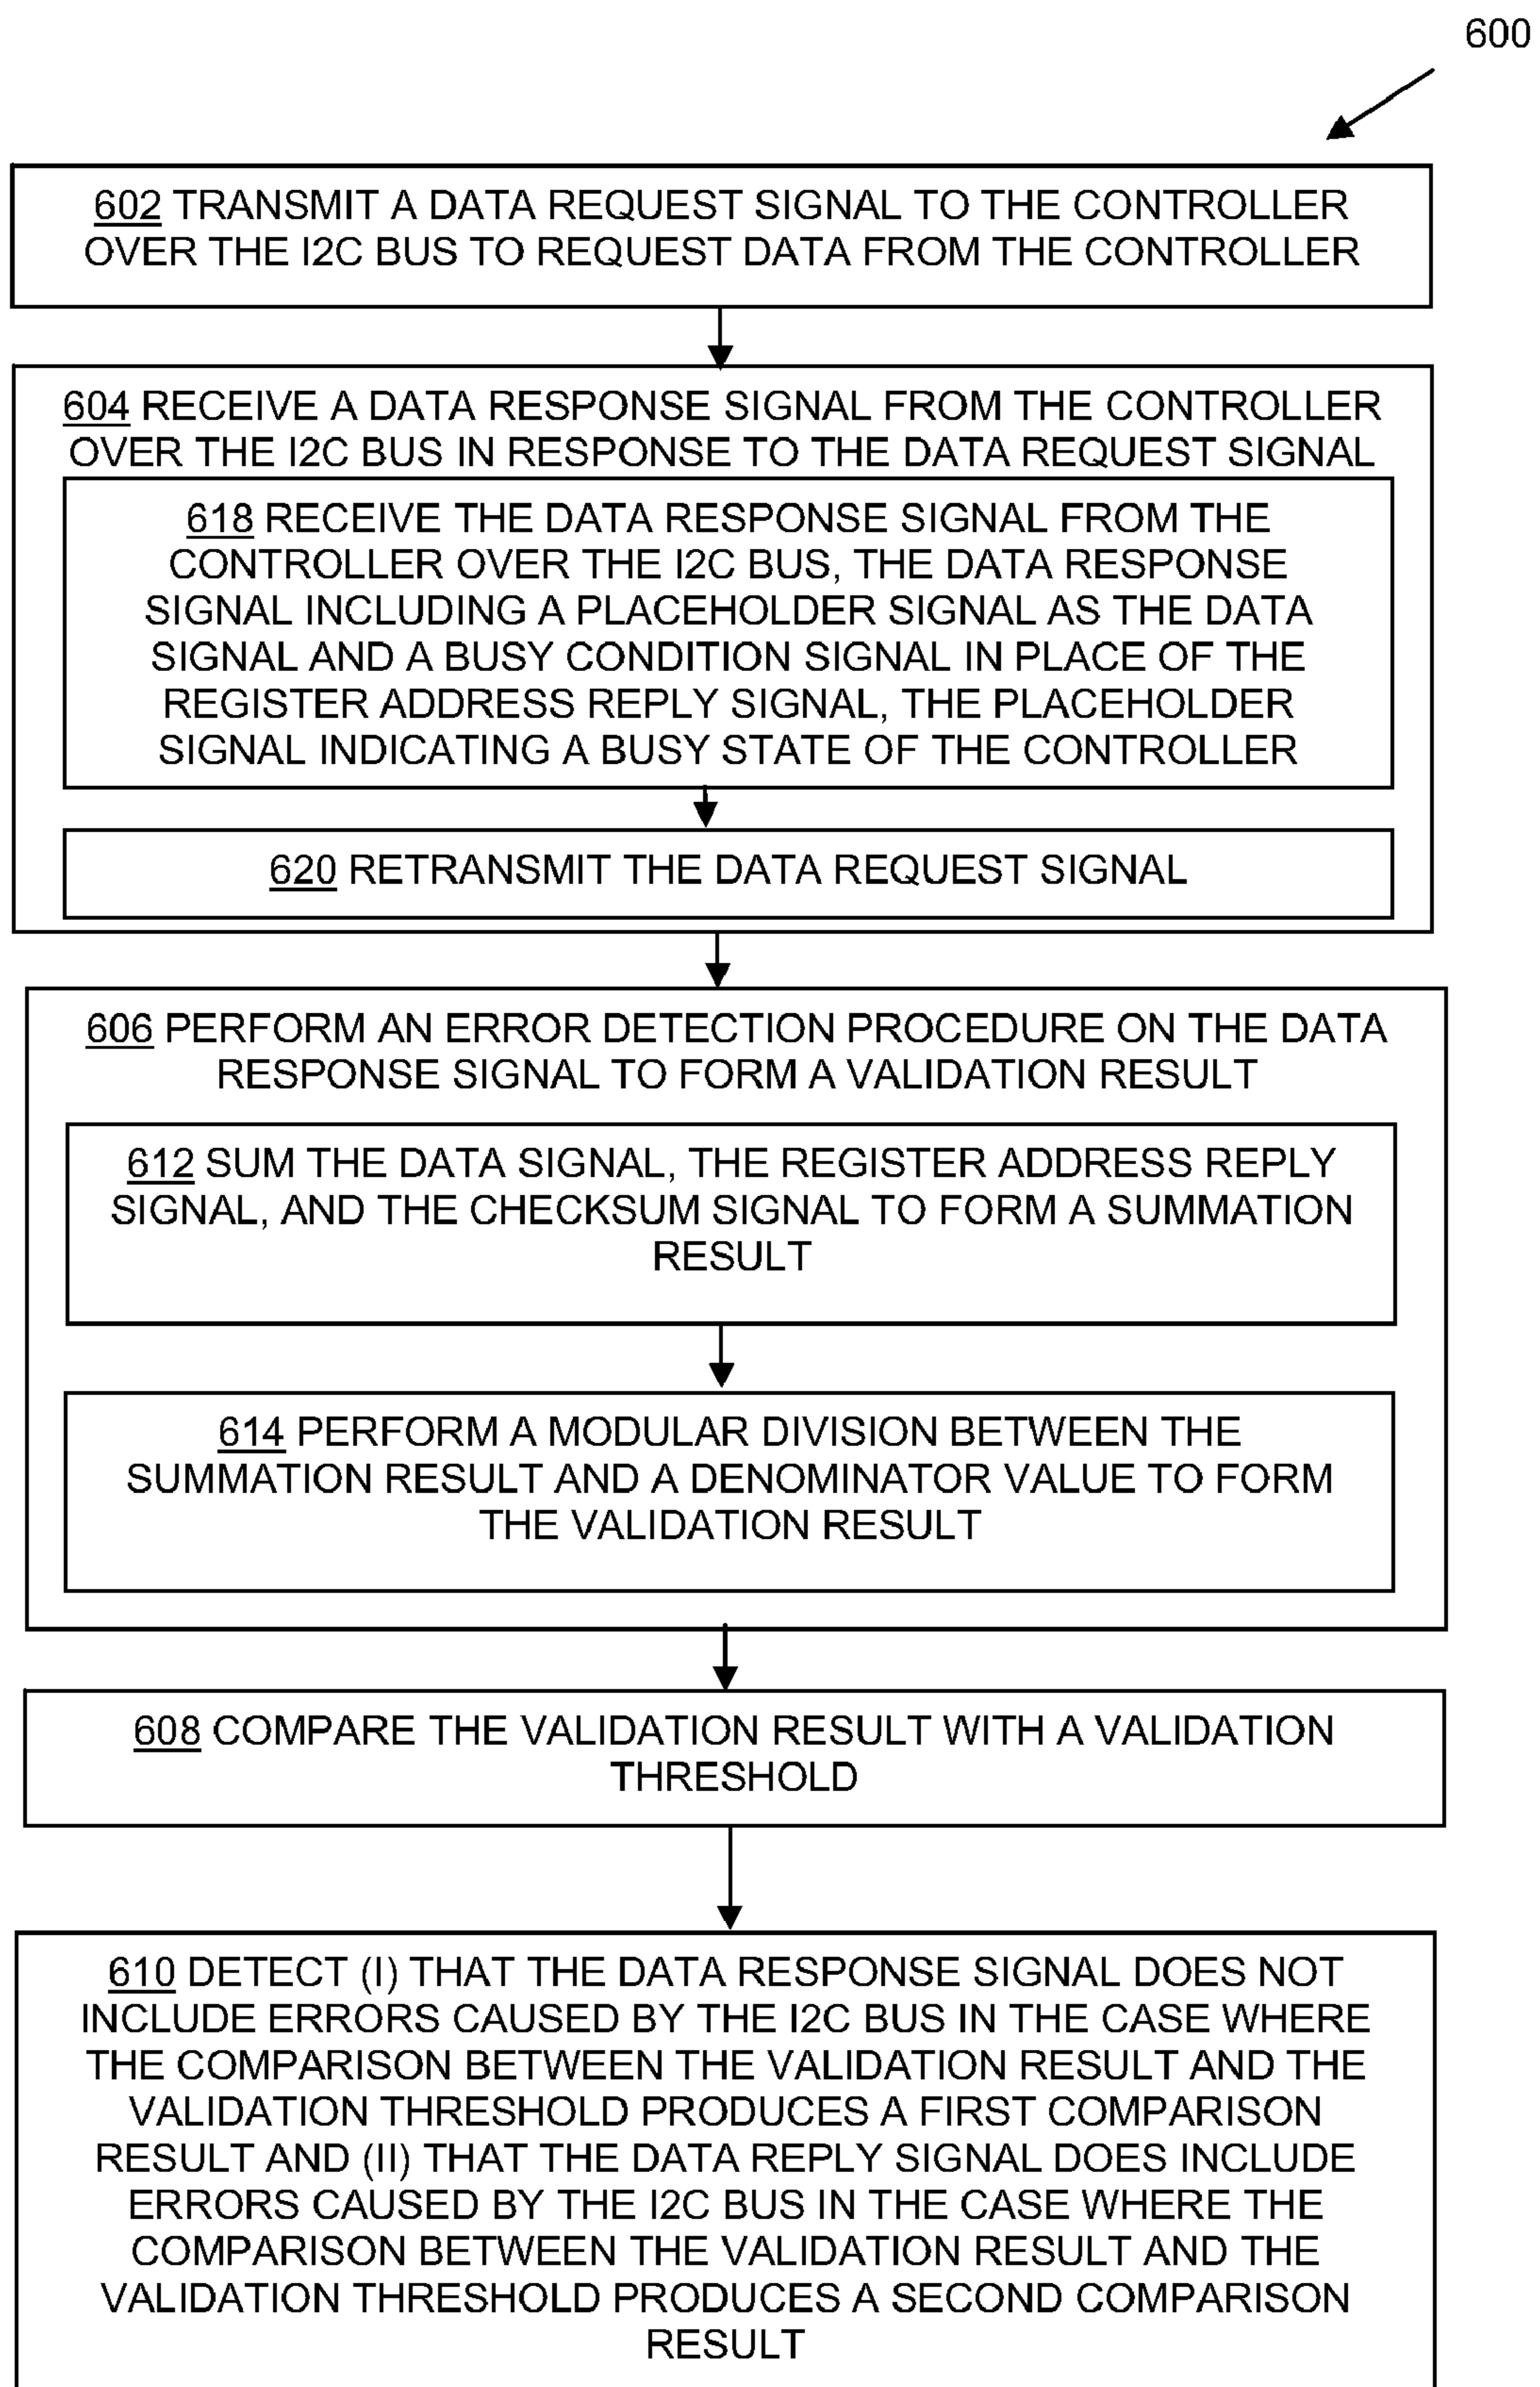 600
602 TRANSMIT A DATA REQUEST SIGNAL TO THE CONTROLLER
OVER THE I2C BUS TO REQUEST DATA FROM THE CONTROLLER
604 RECEIVE A DATA RESPONSE SIGNAL FROM THE CONTROLLER
OVER THE I2C BUS IN RESPONSE TO THE DATA REQUEST SIGNAL
618 RECEIVE THE DATA RESPONSE SIGNAL FROM THE
CONTROLLER OVER THE I2C BUS, THE DATA RESPONSE
SIGNAL INCLUDING A PLACEHOLDER SIGNAL AS THE DATA
SIGNAL AND A BUSY CONDITION SIGNAL IN PLACE OF THE
REGISTER ADDRESS REPLY SIGNAL, THE PLACEHOLDER
SIGNAL INDICATING A BUSY STATE OF THE CONTROLLER
620 RETRANSMIT THE DATA REQUEST SIGNAL
606 PERFORM AN ERROR DETECTION PROCEDURE ON THE DATA
RESPONSE SIGNAL TO FORM A VALIDATION RESULT
612 SUM THE DATA SIGNAL, THE REGISTER ADDRESS REPLY
SIGNAL, AND THE CHECKSUM SIGNAL TO FORM A SUMMATION
RESULT
614 PERFORM A MODULAR DIVISION BETWEEN THE
SUMMATION RESULT AND A DENOMINATOR VALUE TO FORM
THE VALIDATION RESULT
608 COMPARE THE VALIDATION RESULT WITH A VALIDATION
THRESHOLD
610 DETECT (I) THAT THE DATA RESPONSE SIGNAL DOES NOT
INCLUDE ERRORS CAUSED BY THE I2C BUS IN THE CASE WHERE
THE COMPARISON BETWEEN THE VALIDATION RESULT AND THE
VALIDATION THRESHOLD PRODUCES A FIRST COMPARISON
RESULT AND (II) THAT THE DATA REPLY SIGNAL DOES INCLUDE
ERRORS CAUSED BY THE I2C BUS IN THE CASE WHERE THE
COMPARISON BETWEEN THE VALIDATION RESULT AND THE
VALIDATION THRESHOLD PRODUCES A SECOND COMPARISON
RESULT